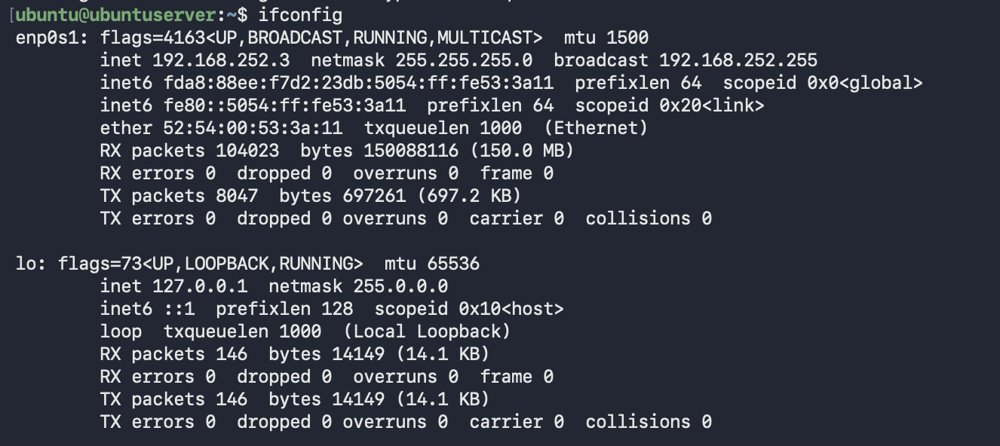 [ubuntu@ubuntuserver:~$ ifconfig
enp0s1: flags=4163<UP,BROADCAST,RUNNING,MULTICAST>  mtu 1500
        inet 192.168.252.3  netmask 255.255.255.0  broadcast 192.168.252.255
        inet6 fda8:88ee:f7d2:23db:5054:ff:fe53:3a11  prefixlen 64  scopeid 0x0<global>
        inet6 fe80::5054:ff:fe53:3a11  prefixlen 64  scopeid 0x20<link>
        ether 52:54:00:53:3a:11  txqueuelen 1000  (Ethernet)
        RX packets 104023  bytes 150088116 (150.0 MB)
        RX errors 0  dropped 0  overruns 0  frame 0
        TX packets 8047  bytes 697261 (697.2 KB)
        TX errors 0  dropped 0 overruns 0  carrier 0  collisions 0

lo: flags=73<UP,LOOPBACK,RUNNING>  mtu 65536
        inet 127.0.0.1  netmask 255.0.0.0
        inet6 ::1  prefixlen 128  scopeid 0x10<host>
        loop  txqueuelen 1000  (Local Loopback)
        RX packets 146  bytes 14149 (14.1 KB)
        RX errors 0  dropped 0  overruns 0  frame 0
        TX packets 146  bytes 14149 (14.1 KB)
        TX errors 0  dropped 0 overruns 0  carrier 0  collisions 0